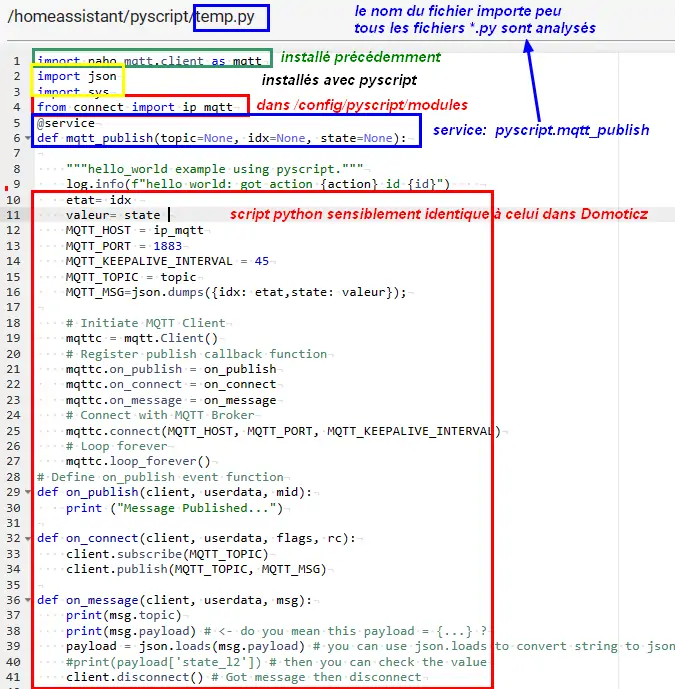 /homeassistant/pyscript/temp.py
le nom du fichier importe peu
tous les fichiers *.py sont analysés
1 import paho.mqtt.client as mqtt
installé précédemment
2 import json
installés avec pyscript
3 import sys
4 from connect import ip_mqtt
dans /config/pyscript/modules
5 @service
6 def mqtt_publish(topic=None, idx=None, state=None):
service: pyscript.mqtt_publish
7
8 """hello_world example using pyscript."""
9 log.info(f"hello world: got action {action} id {id}")
10 etat= idx
11 valeur= state
script python sensiblement identique à celui dans Domoticz
12 MQTT_HOST = ip_mqtt
13 MQTT_PORT = 1883
14 MQTT_KEEPALIVE_INTERVAL = 45
15 MQTT_TOPIC = topic
16 MQTT_MSG=json.dumps({idx: etat,state: valeur});
17
18 # Initiate MQTT Client
19 mqttc = mqtt.Client()
20 # Register publish callback function
21 mqttc.on_publish = on_publish
22 mqttc.on_connect = on_connect
23 mqttc.on_message = on_message
24 # Connect with MQTT Broker
25 mqttc.connect(MQTT_HOST, MQTT_PORT, MQTT_KEEPALIVE_INTERVAL)
26 # Loop forever
27 mqttc.loop_forever()
28 # Define on_publish event function
29 def on_publish(client, userdata, mid):
30 print ("Message Published...")
31
32 def on_connect(client, userdata, flags, rc):
33 client.subscribe(MQTT_TOPIC)
34 client.publish(MQTT_TOPIC, MQTT_MSG)
35
36 def on_message(client, userdata, msg):
37 print(msg.topic)
38 print(msg.payload) # <- do you mean this payload = {...} ?
39 payload = json.loads(msg.payload) # you can use json.loads to convert string to json
40 #print(payload['state_l2']) # then you can check the value
41 client.disconnect() # Got message then disconnect